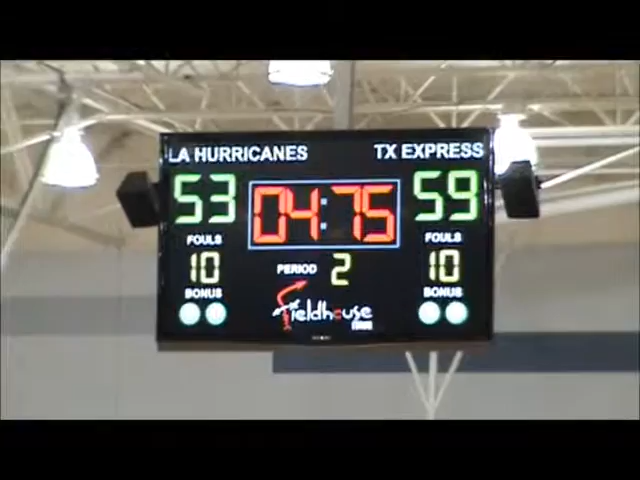 LA HURRICANES TX EXPRESS
53 04:75 59
FOULS FOULS
10 PERIOD 2 10
BONUS BONUS
Fieldhouse